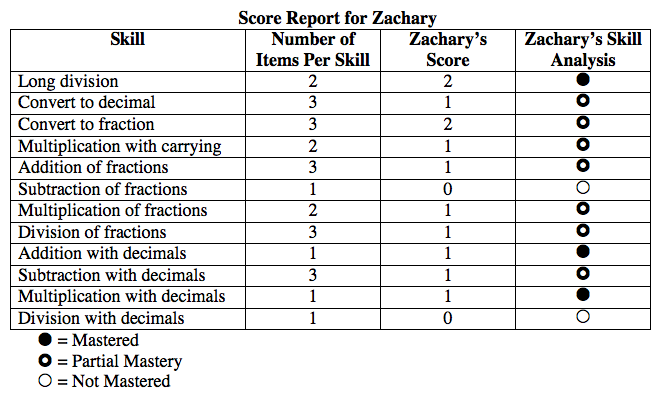 Score Report for Zachary
Skill Number of Items Per Skill Zachary's Score Zachary's Skill Analysis
Long division 2 2 ●
Convert to decimal 3 1 ⭘
Convert to fraction 3 2 ⭘
Multiplication with carrying 2 1 ⭘
Addition of fractions 3 1 ⭘
Subtraction of fractions 1 0 ○
Multiplication of fractions 2 1 ⭘
Division of fractions 3 1 ⭘
Addition with decimals 1 1 ●
Subtraction with decimals 3 1 ⭘
Multiplication with decimals 1 1 ●
Division with decimals 1 0 ○
● = Mastered
⭘ = Partial Mastery
○ = Not Mastered